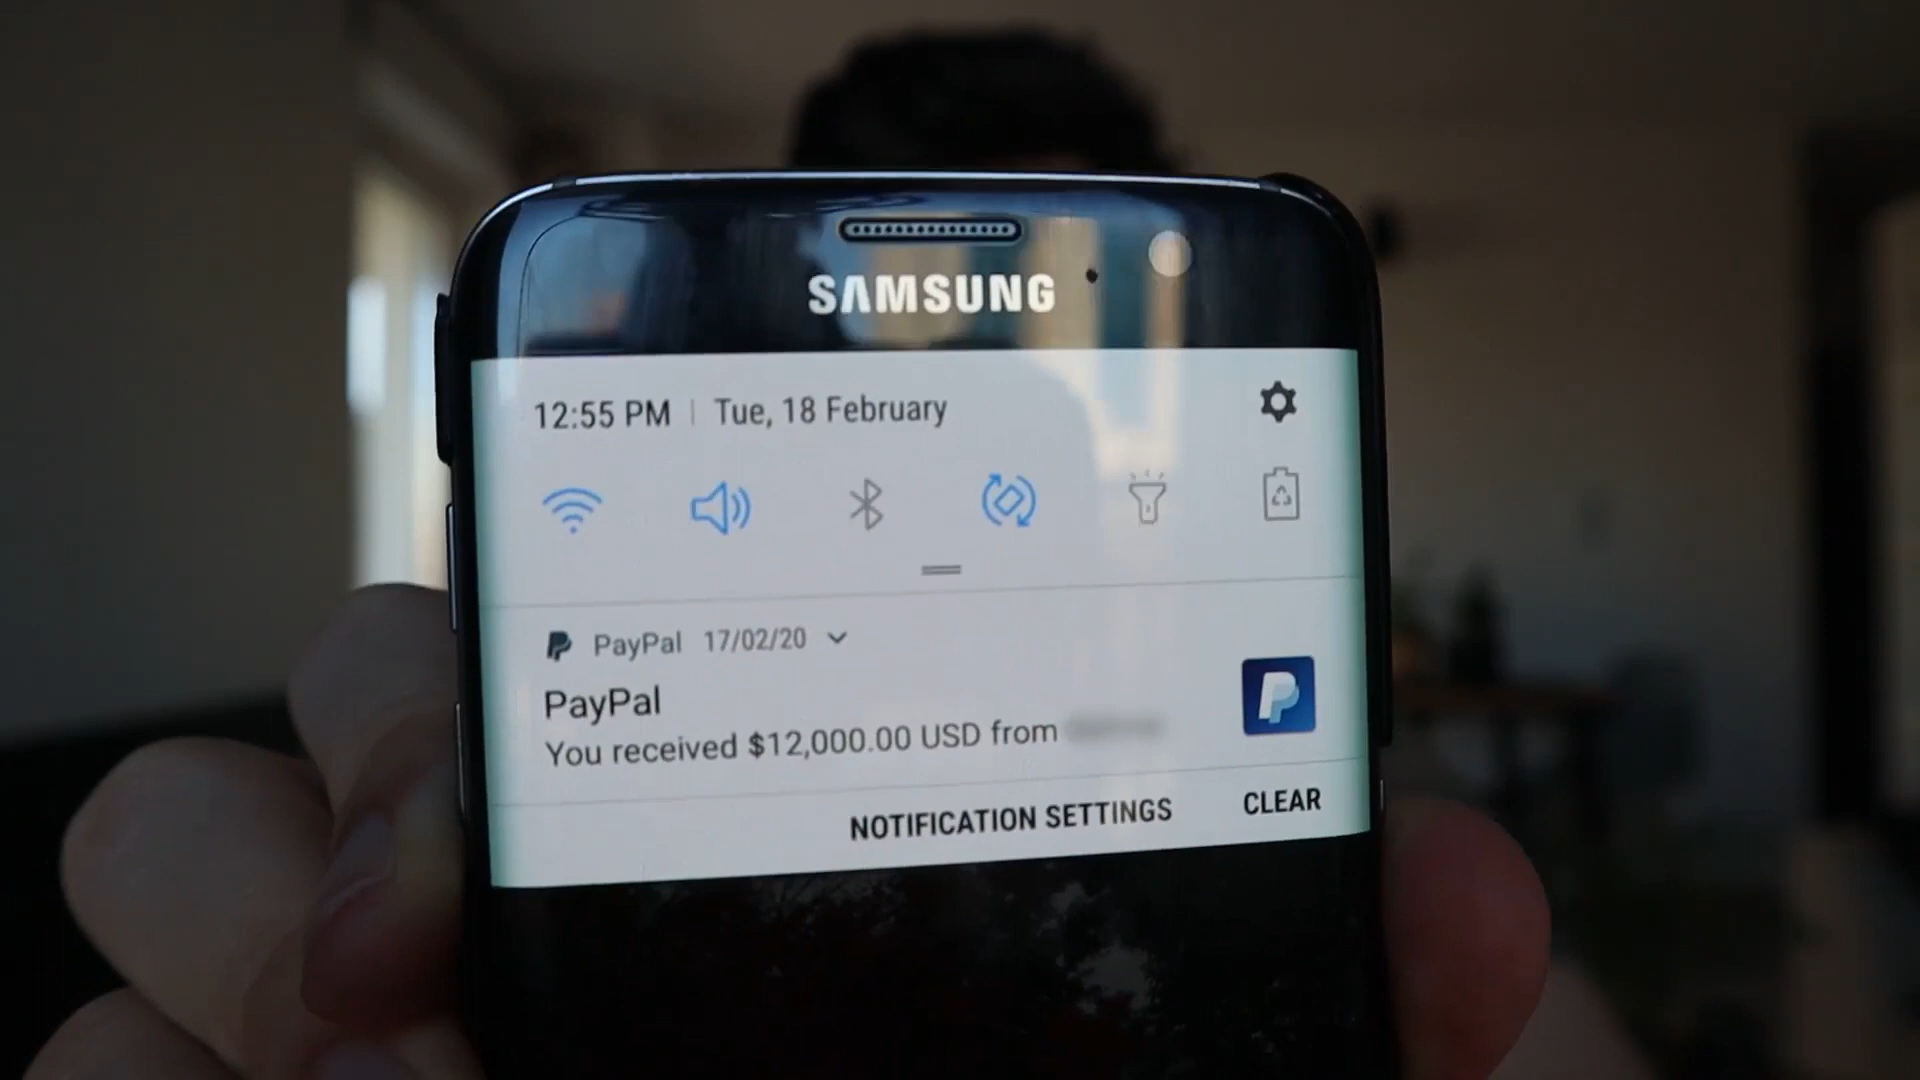 SAMSUNG
12:55 PM | Tue, 18 February
PayPal 17/02/20
PayPal
You received $12,000.00 USD from
NOTIFICATION SETTINGS CLEAR